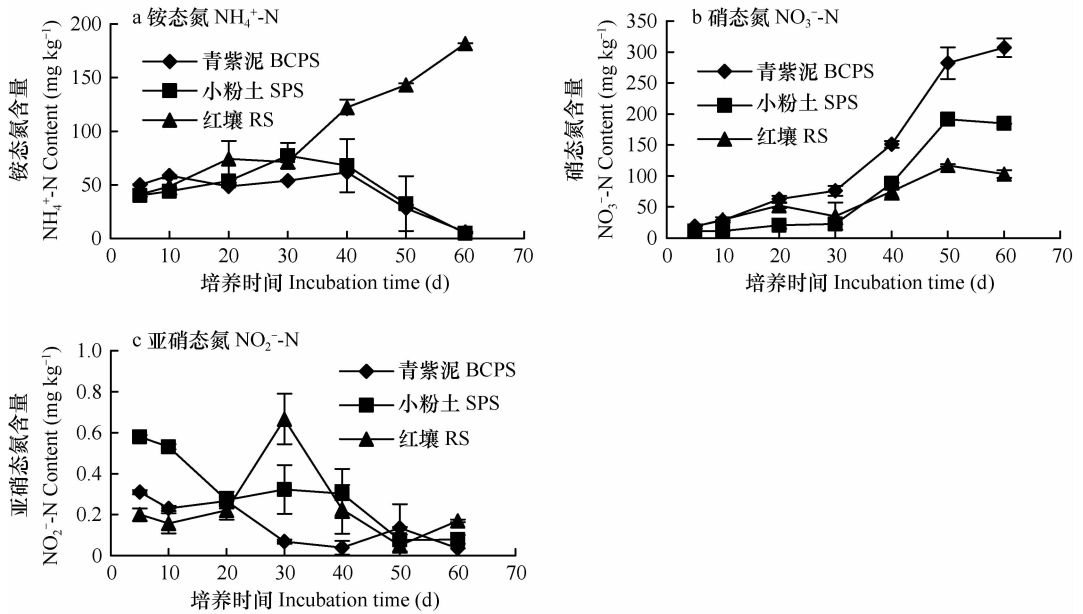 a 铵态氮 NH₄⁺-N
青紫泥 BCPS
小粉土 SPS
红壤 RS
铵态氮含量
NH₄⁺-N Content (mg kg⁻¹)
200
150
100
50
0
0 10 20 30 40 50 60 70
培养时间 Incubation time (d)
b 硝态氮 NO₃⁻-N
青紫泥 BCPS
小粉土 SPS
红壤 RS
硝态氮含量
NO₃⁻-N Content (mg kg⁻¹)
350
300
250
200
150
100
50
0
0 10 20 30 40 50 60 70
培养时间 Incubation time (d)
c 亚硝态氮 NO₂⁻-N
青紫泥 BCPS
小粉土 SPS
红壤 RS
亚硝态氮含量
NO₂⁻-N Content (mg kg⁻¹)
1.0
0.8
0.6
0.4
0.2
0
0 10 20 30 40 50 60 70
培养时间 Incubation time (d)